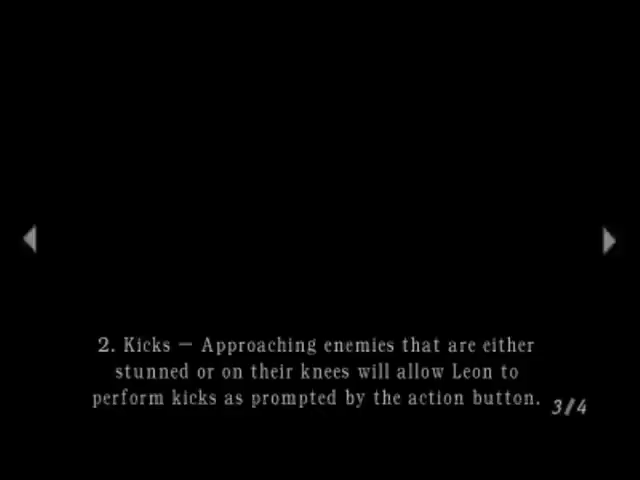 2. Kicks — Approaching enemies that are either
stunned or on their knees will allow Leon to
perform kicks as prompted by the action button.
3/4